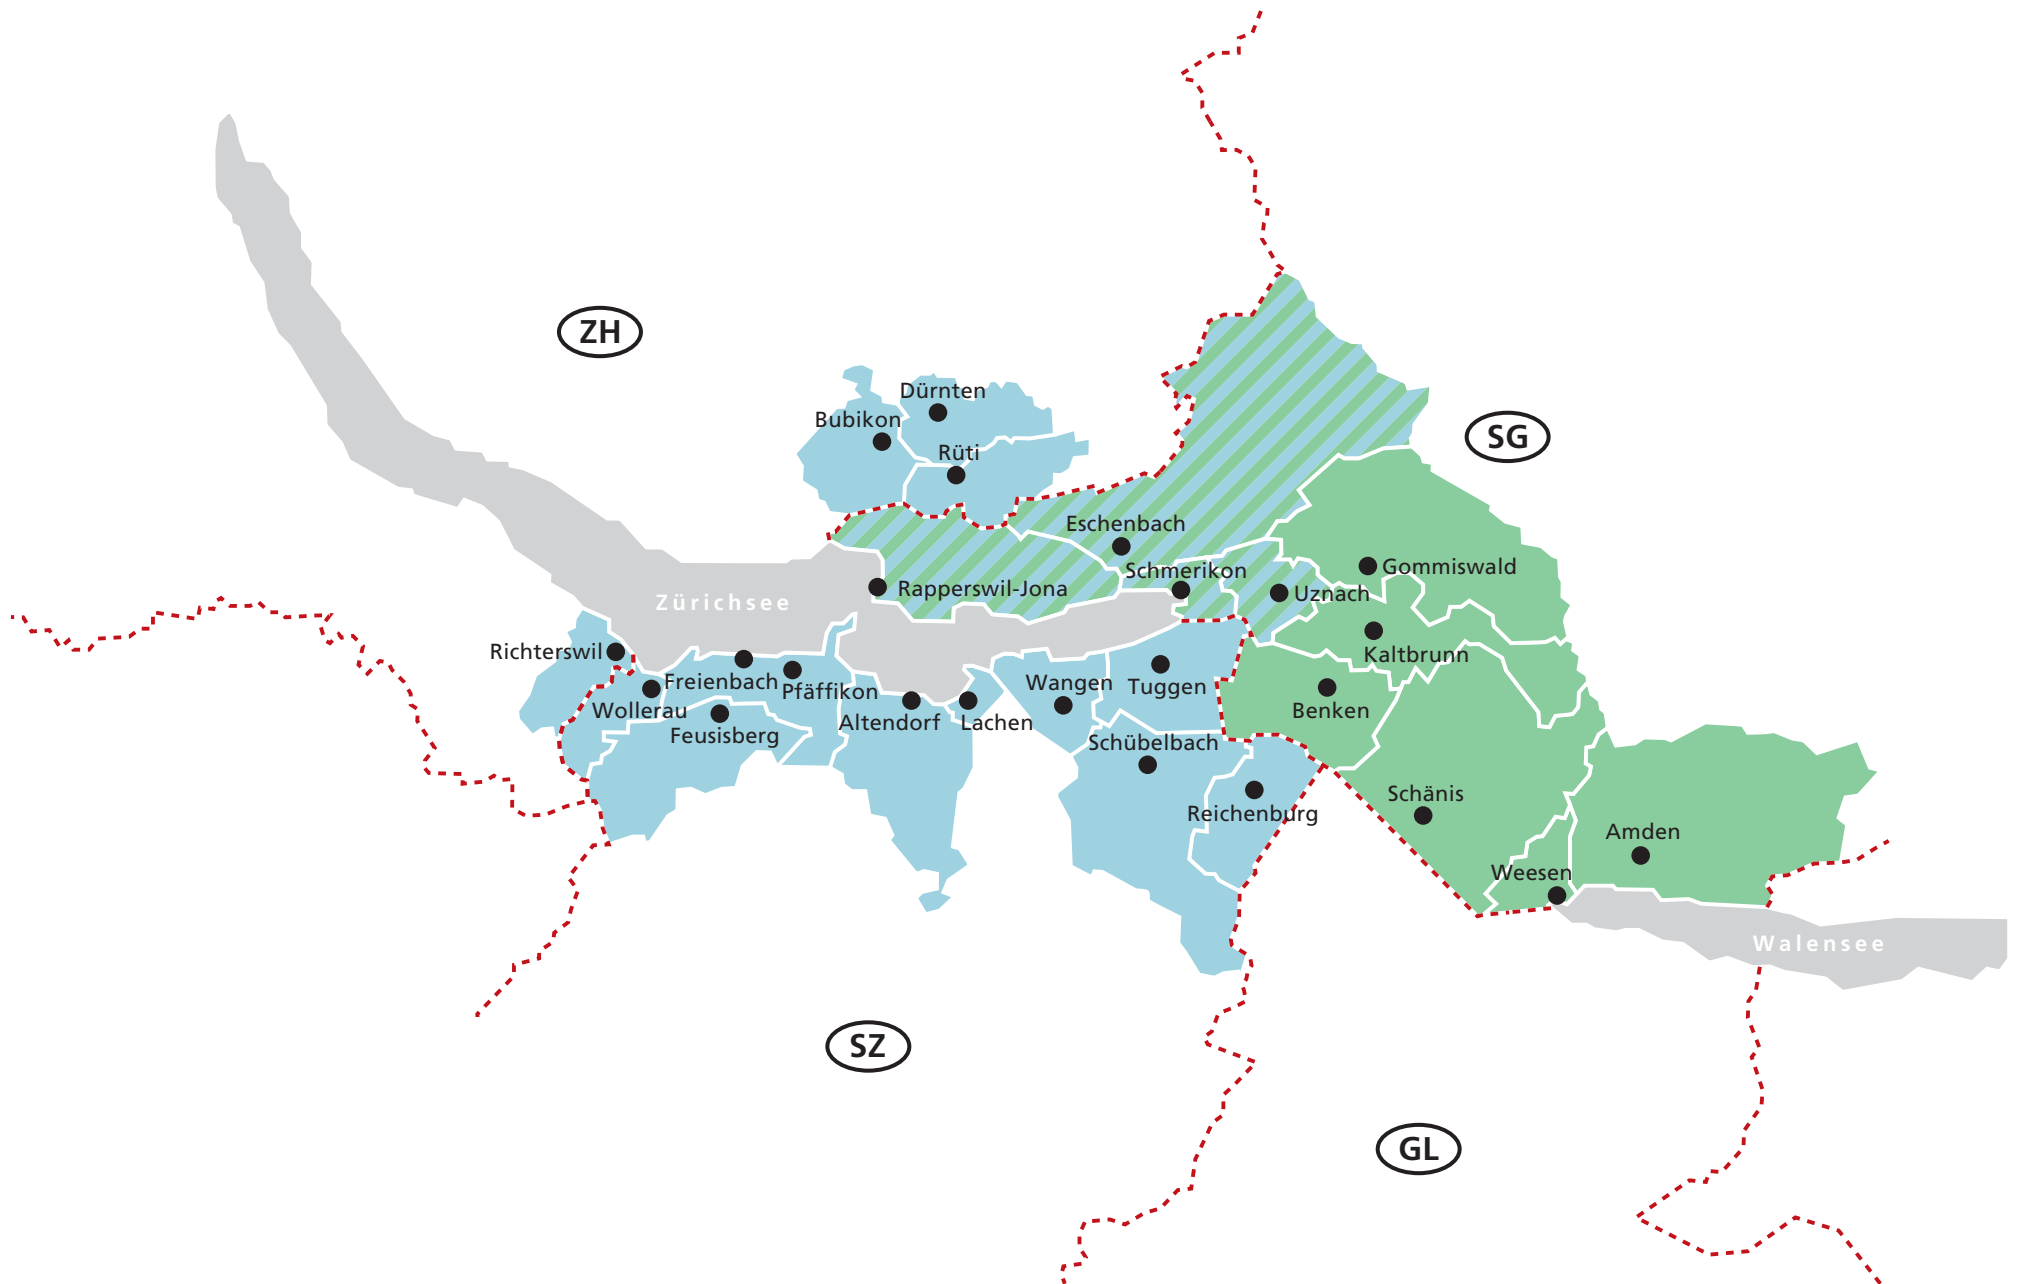 ZH
Dürnten
Bubikon
SG
Rüti
Eschenbach
Gommiswald
Schmerikon
Rapperswil-Jona
Uznach
Zürichsee
Richterswil
Kaltbrunn
Freienbach
Pfäffikon
Wangen
Tuggen
Wollerau
Benken
Altendorf
Lachen
Feusisberg
Schübelbach
Schänis
Reichenburg
Amden
Weesen
Walensee
SZ
GL